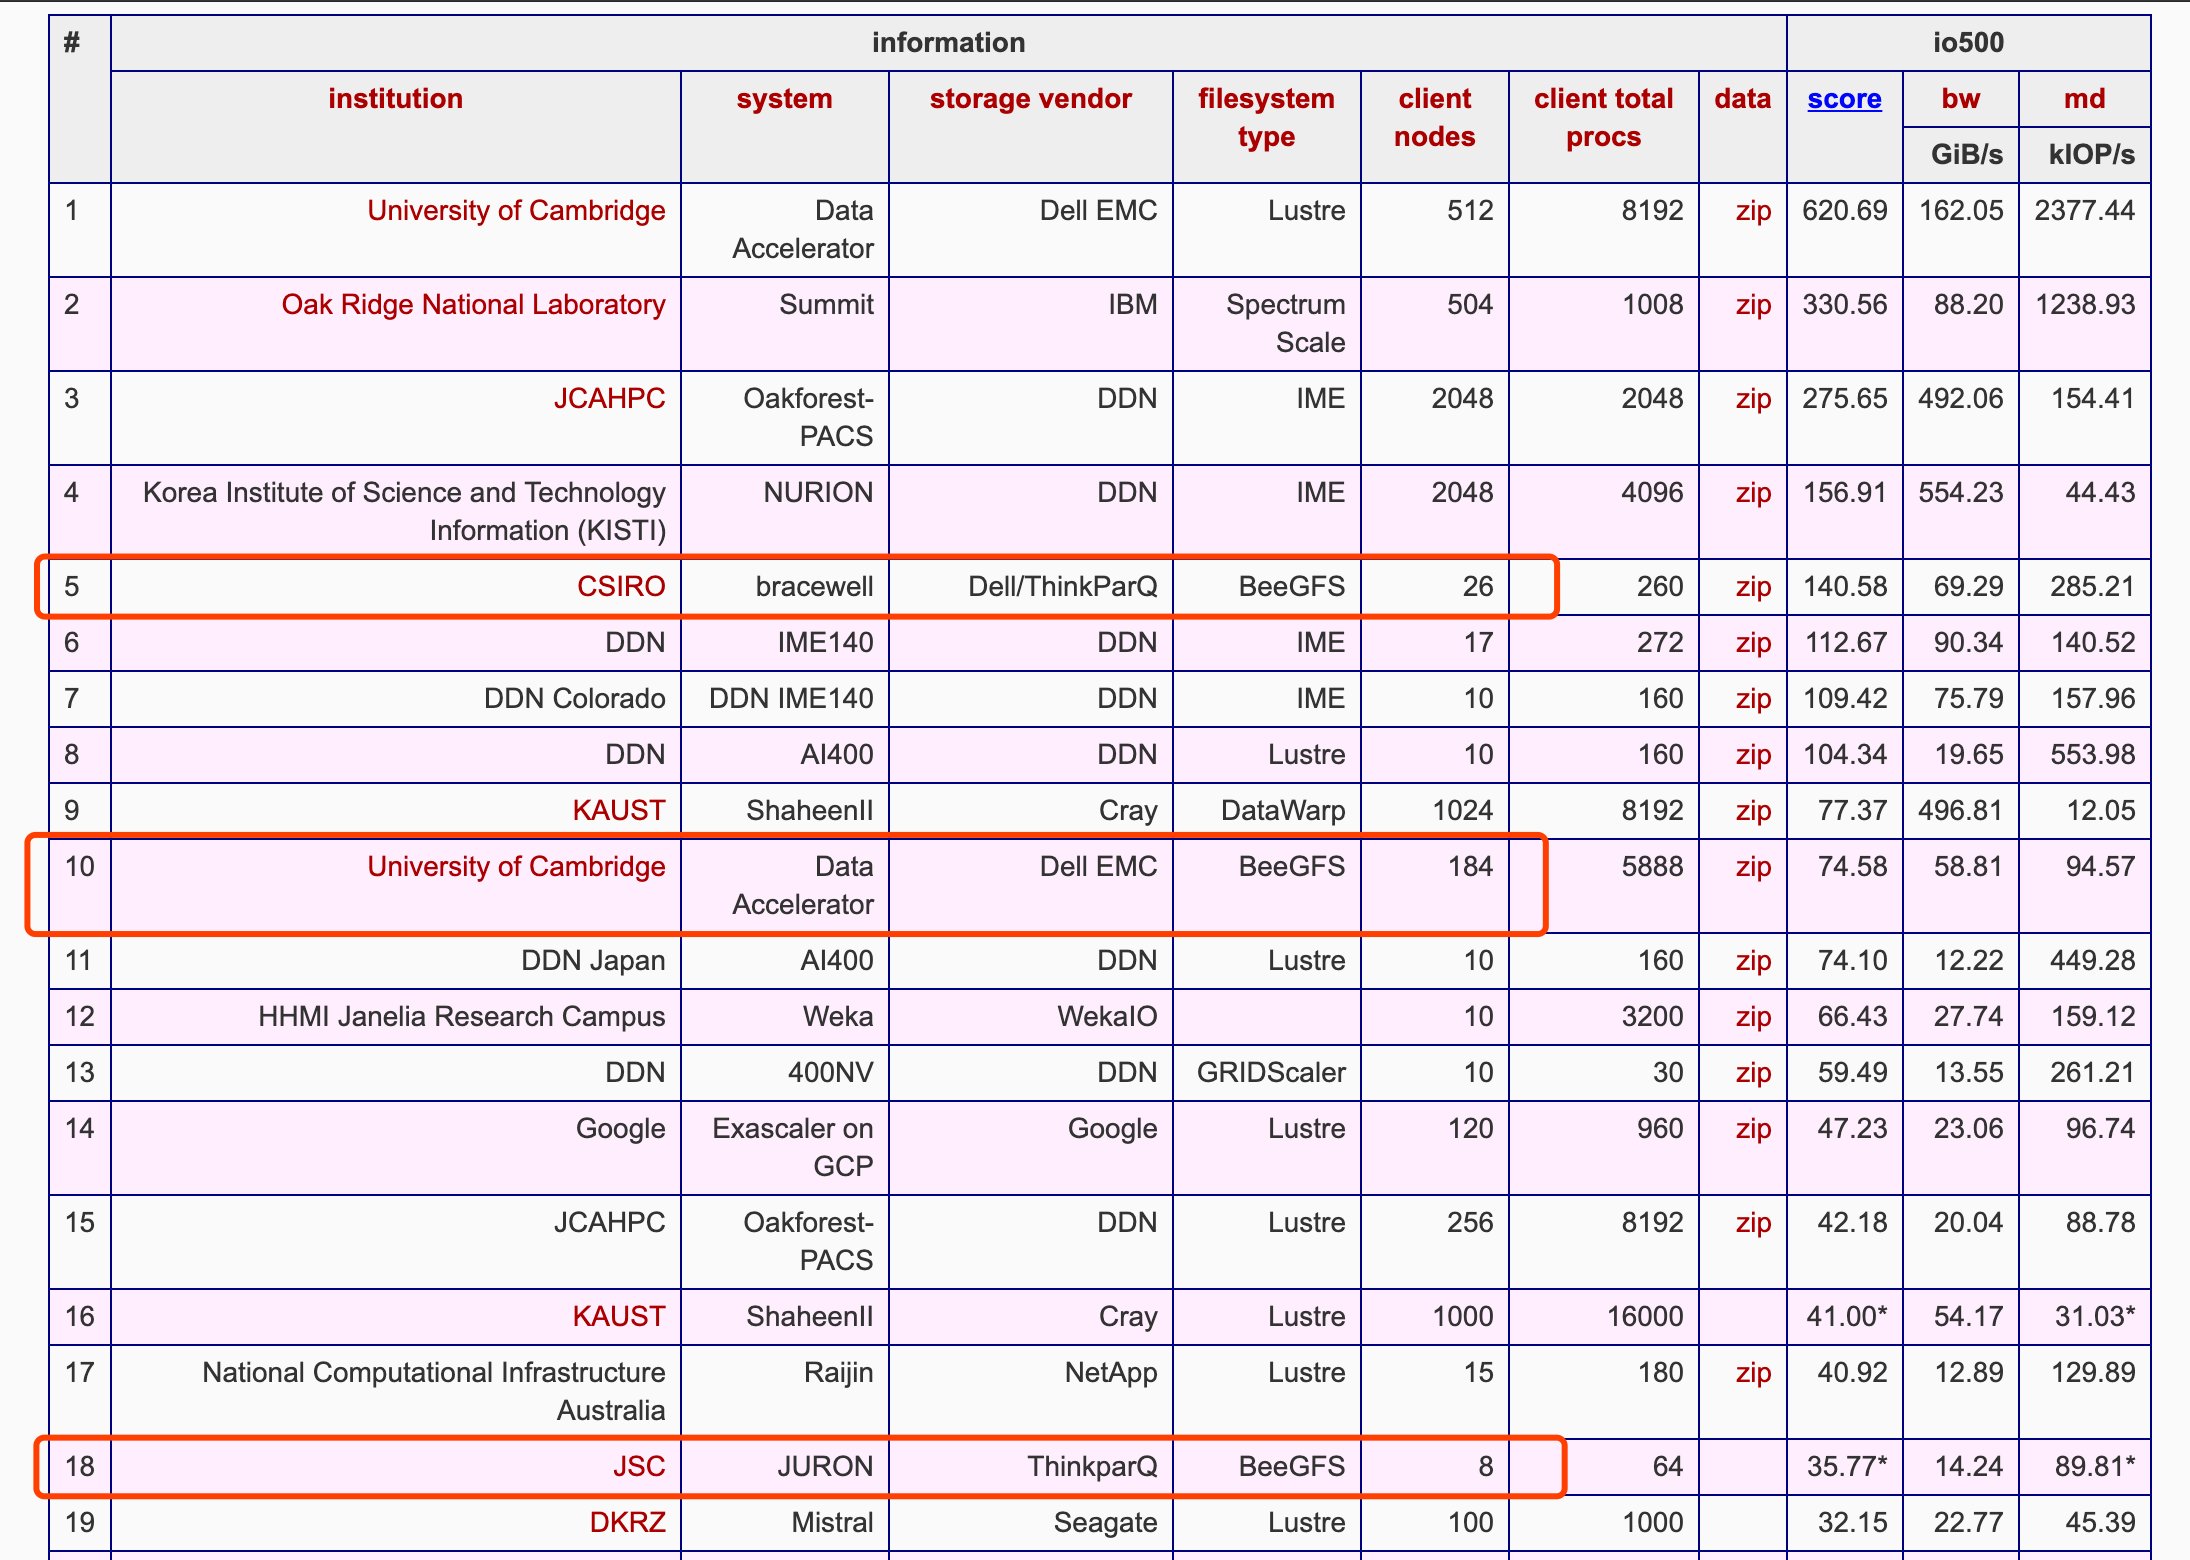 # information io500
institution system storage vendor filesystem type client nodes client total procs data score bw md
GiB/s kIOP/s
1 University of Cambridge Data Accelerator Dell EMC Lustre 512 8192 zip 620.69 162.05 2377.44
2 Oak Ridge National Laboratory Summit IBM Spectrum Scale 504 1008 zip 330.56 88.20 1238.93
3 JCAHPC Oakforest-PACS DDN IME 2048 2048 zip 275.65 492.06 154.41
4 Korea Institute of Science and Technology Information (KISTI) NURION DDN IME 2048 4096 zip 156.91 554.23 44.43
5 CSIRO bracewell Dell/ThinkParQ BeeGFS 26 260 zip 140.58 69.29 285.21
6 DDN IME140 DDN IME 17 272 zip 112.67 90.34 140.52
7 DDN Colorado DDN IME140 DDN IME 10 160 zip 109.42 75.79 157.96
8 DDN AI400 DDN Lustre 10 160 zip 104.34 19.65 553.98
9 KAUST ShaheenII Cray DataWarp 1024 8192 zip 77.37 496.81 12.05
10 University of Cambridge Data Accelerator Dell EMC BeeGFS 184 5888 zip 74.58 58.81 94.57
11 DDN Japan AI400 DDN Lustre 10 160 zip 74.10 12.22 449.28
12 HHMI Janelia Research Campus Weka WekaIO 10 3200 zip 66.43 27.74 159.12
13 DDN 400NV DDN GRIDScaler 10 30 zip 59.49 13.55 261.21
14 Google Exascaler on GCP Google Lustre 120 960 zip 47.23 23.06 96.74
15 JCAHPC Oakforest-PACS DDN Lustre 256 8192 zip 42.18 20.04 88.78
16 KAUST ShaheenII Cray Lustre 1000 16000 41.00* 54.17 31.03*
17 National Computational Infrastructure Australia Raijin NetApp Lustre 15 180 zip 40.92 12.89 129.89
18 JSC JURON ThinkparQ BeeGFS 8 64 35.77* 14.24 89.81*
19 DKRZ Mistral Seagate Lustre 100 1000 32.15 22.77 45.39